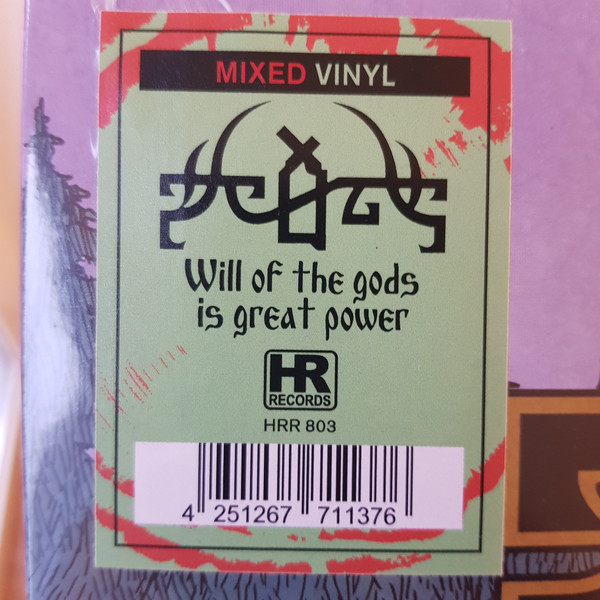 MIXED VINYL
Will of the gods
is great power
HR
RECORDS
HRR 803
4 251267 711376